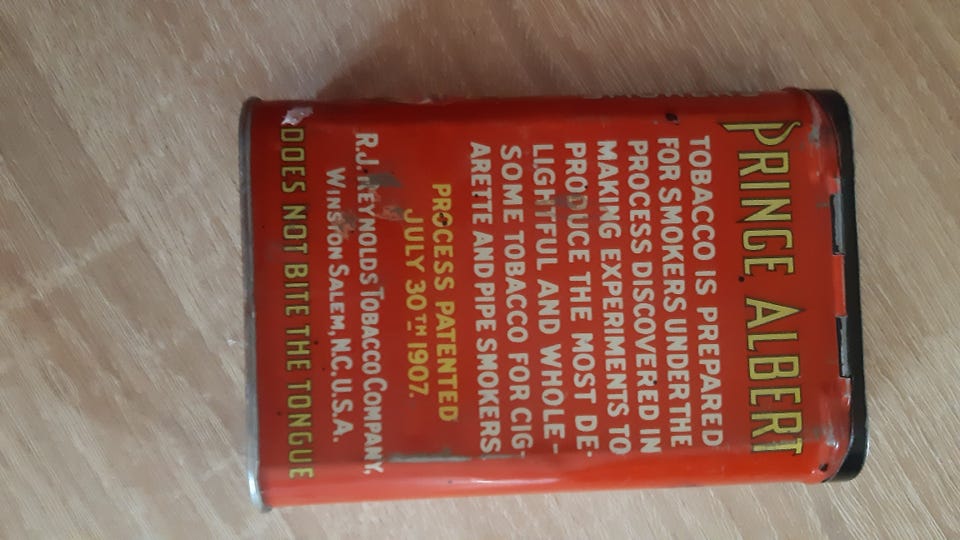 PRINCE ALBERT
TOBACCO IS PREPARED
FOR SMOKERS UNDER THE
PROCESS DISCOVERED IN
MAKING EXPERIMENTS TO
PRODUCE THE MOST DE-
LIGHTFUL AND WHOLE-
SOME TOBACCO FOR CIG-
ARETTE AND PIPE SMOKERS
PROCESS PATENTED
JULY 30TH 1907.
R.J. REYNOLDS TOBACCO COMPANY,
WINSTON SALEM, N.C. U.S.A.
DOES NOT BITE THE TONGUE